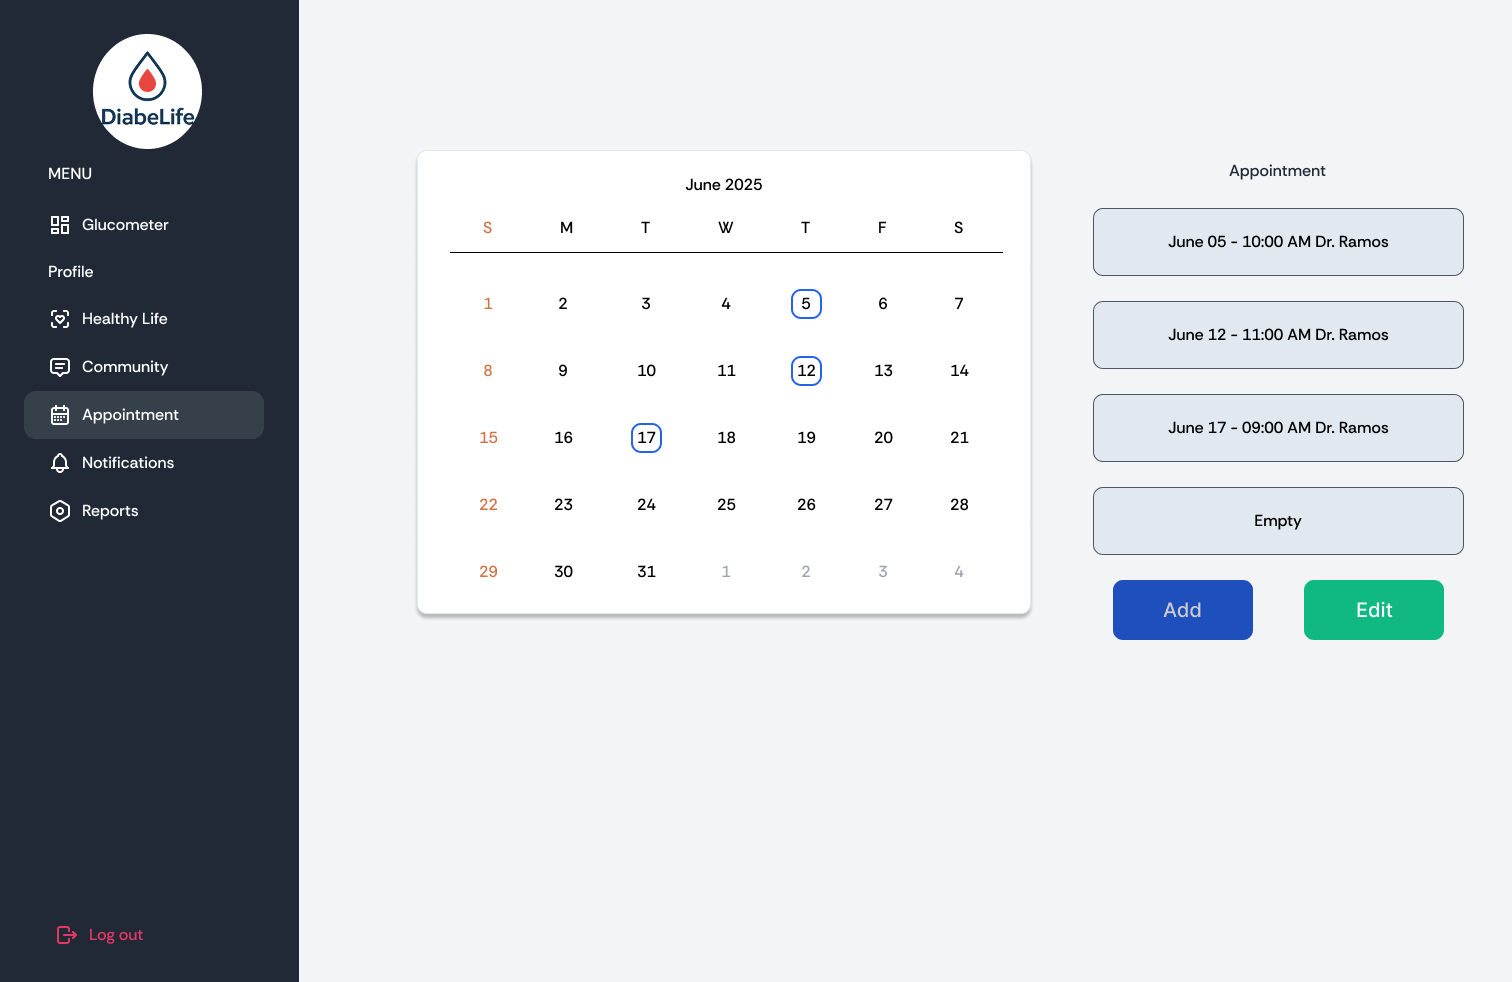 DiabeLife
MENU
Glucometer
Profile
Healthy Life
Community
Appointment
Notifications
Reports
Log out
June 2025
S M T W T F S
1 2 3 4 5 6 7
8 9 10 11 12 13 14
15 16 17 18 19 20 21
22 23 24 25 26 27 28
29 30 31 1 2 3 4
Appointment
June 05 - 10:00 AM Dr. Ramos
June 12 - 11:00 AM Dr. Ramos
June 17 - 09:00 AM Dr. Ramos
Empty
Add Edit